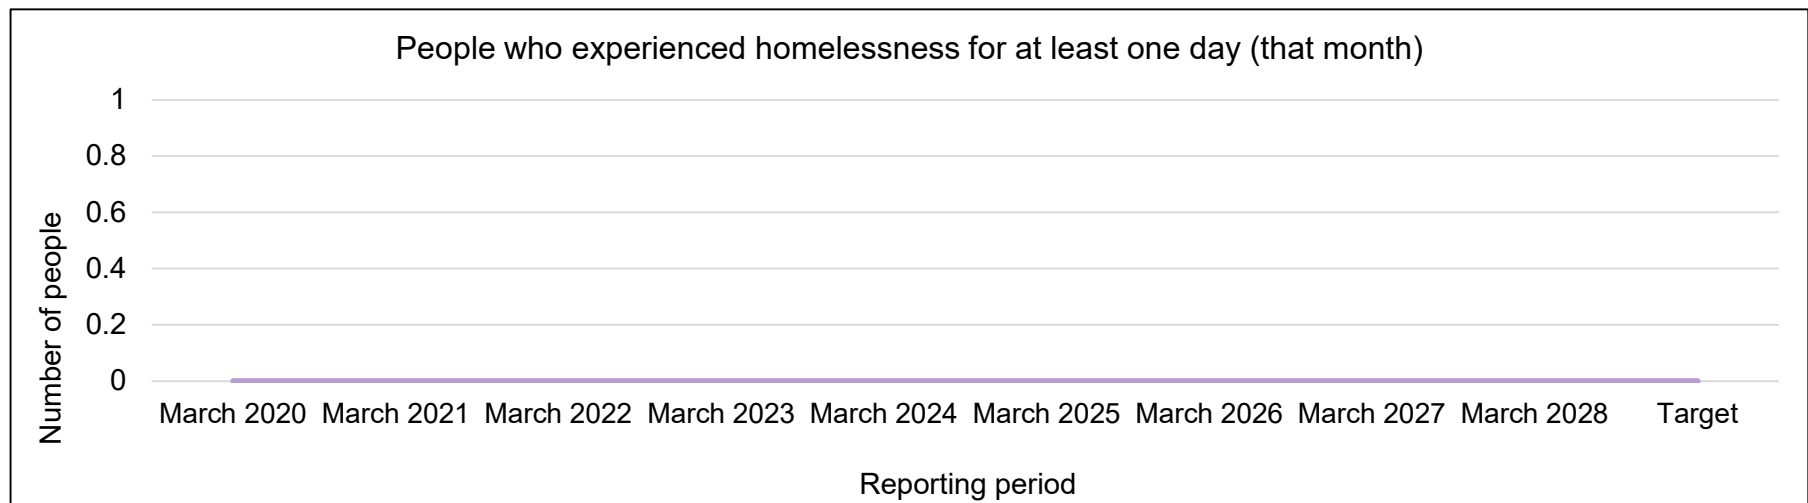 People who experienced homelessness for at least one day (that month)
Number of people
1
0.8
0.6
0.4
0.2
0
March 2020 March 2021 March 2022 March 2023 March 2024 March 2025 March 2026 March 2027 March 2028 Target
Reporting period